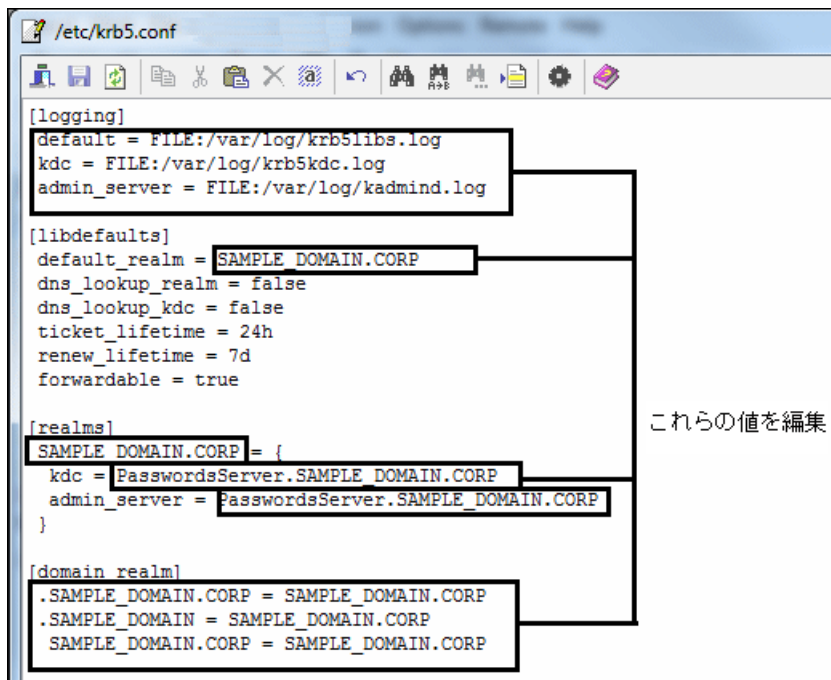 /etc/krb5.conf
[logging]
default = FILE:/var/log/krb5libs.log
kdc = FILE:/var/log/krb5kdc.log
admin_server = FILE:/var/log/kadmind.log
[libdefaults]
default_realm = SAMPLE_DOMAIN.CORP
dns_lookup_realm = false
dns_lookup_kdc = false
ticket_lifetime = 24h
renew_lifetime = 7d
forwardable = true
これらの値を編集
[realms]
SAMPLE_DOMAIN.CORP = {
kdc = PasswordsServer.SAMPLE_DOMAIN.CORP
admin_server = PasswordsServer.SAMPLE_DOMAIN.CORP
}
[domain_realm]
.SAMPLE_DOMAIN.CORP = SAMPLE_DOMAIN.CORP
.SAMPLE_DOMAIN = SAMPLE_DOMAIN.CORP
SAMPLE_DOMAIN.CORP = SAMPLE_DOMAIN.CORP